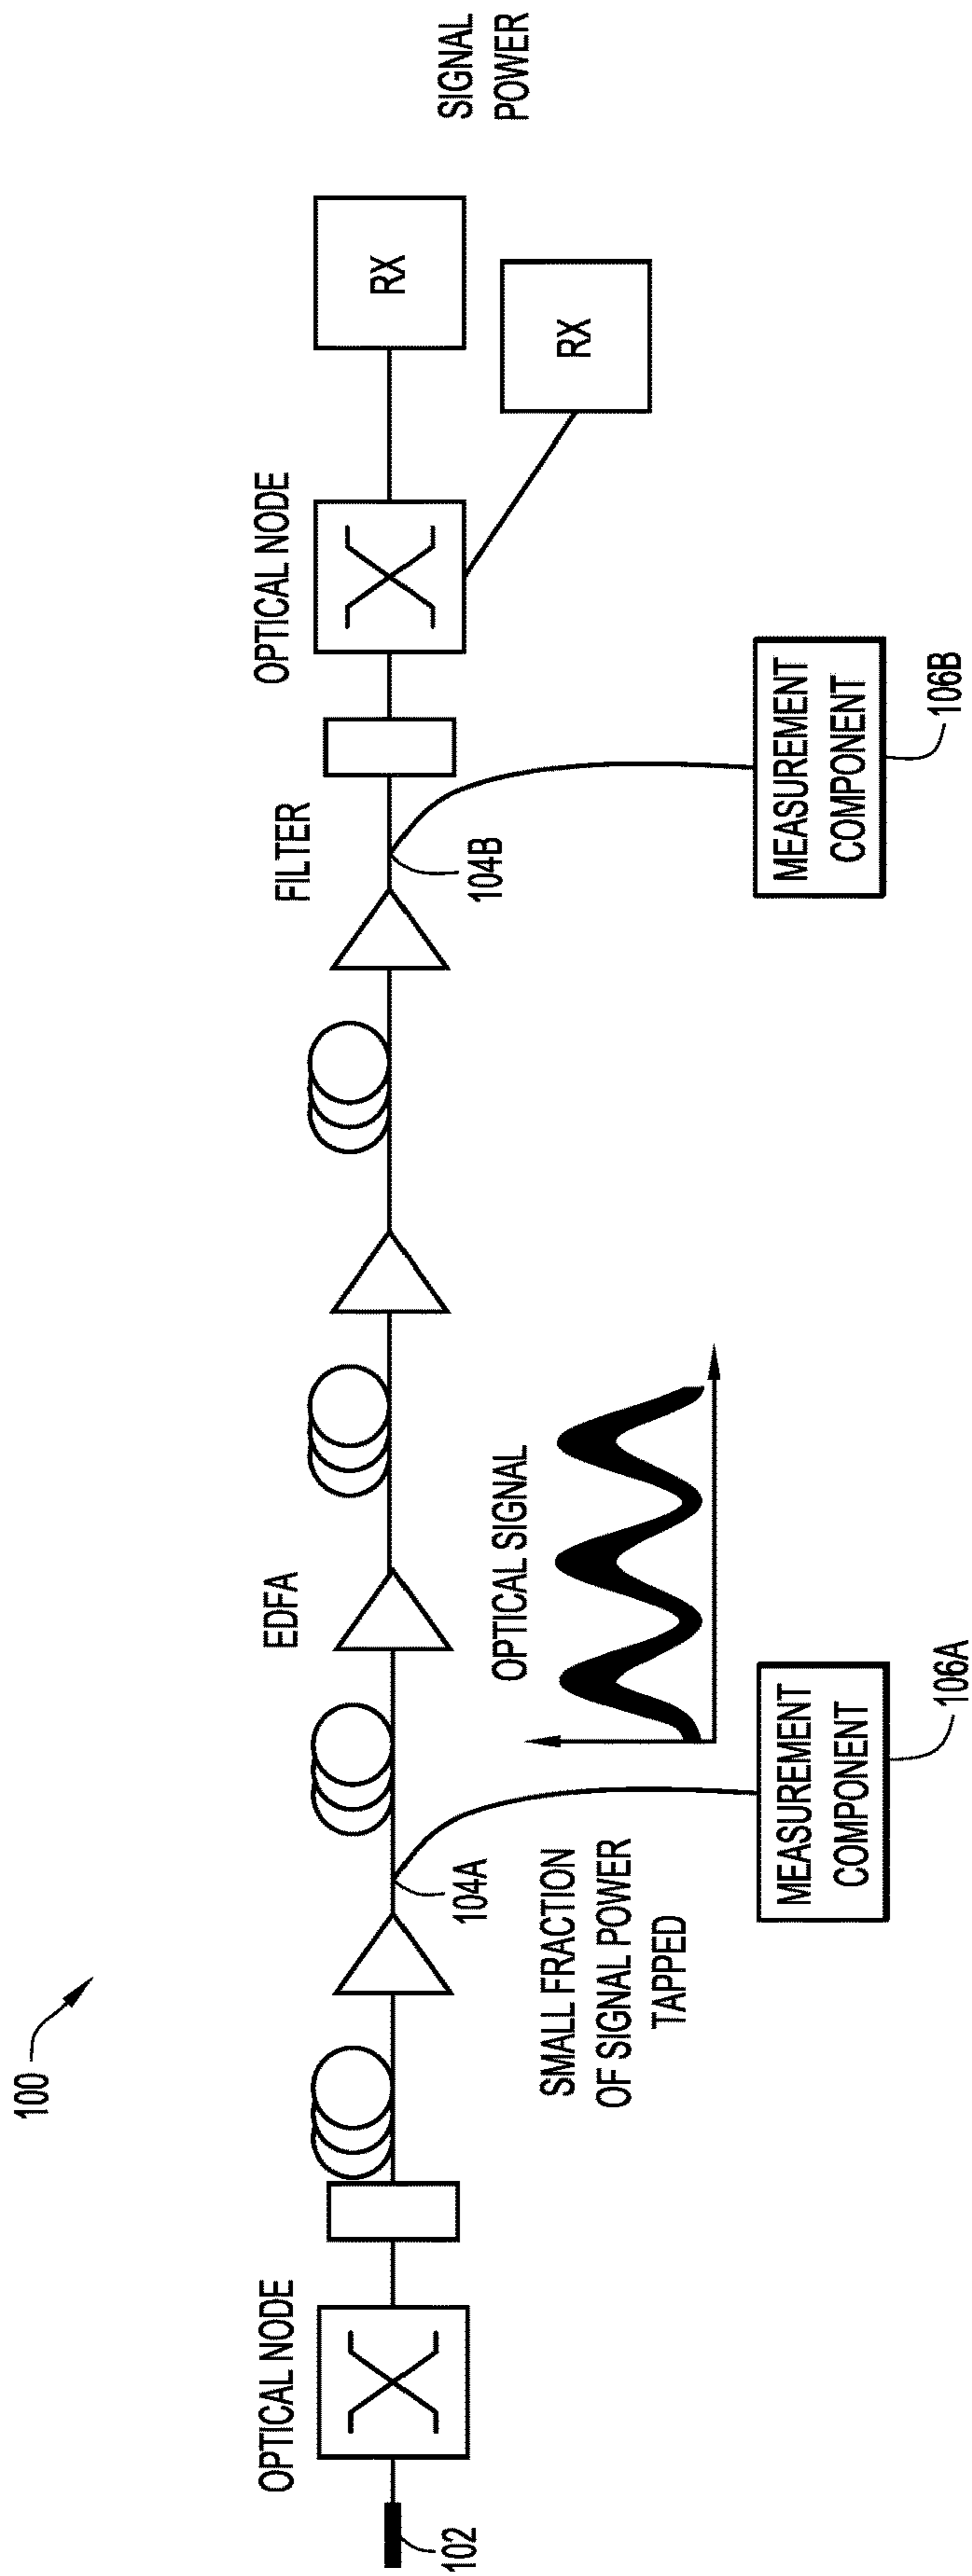 100
OPTICAL NODE
102
EDFA
104A
SMALL FRACTION
OF SIGNAL POWER
TAPPED
OPTICAL SIGNAL
MEASUREMENT
COMPONENT
106A
FILTER
104B
MEASUREMENT
COMPONENT
106B
OPTICAL NODE
RX
RX
SIGNAL
POWER